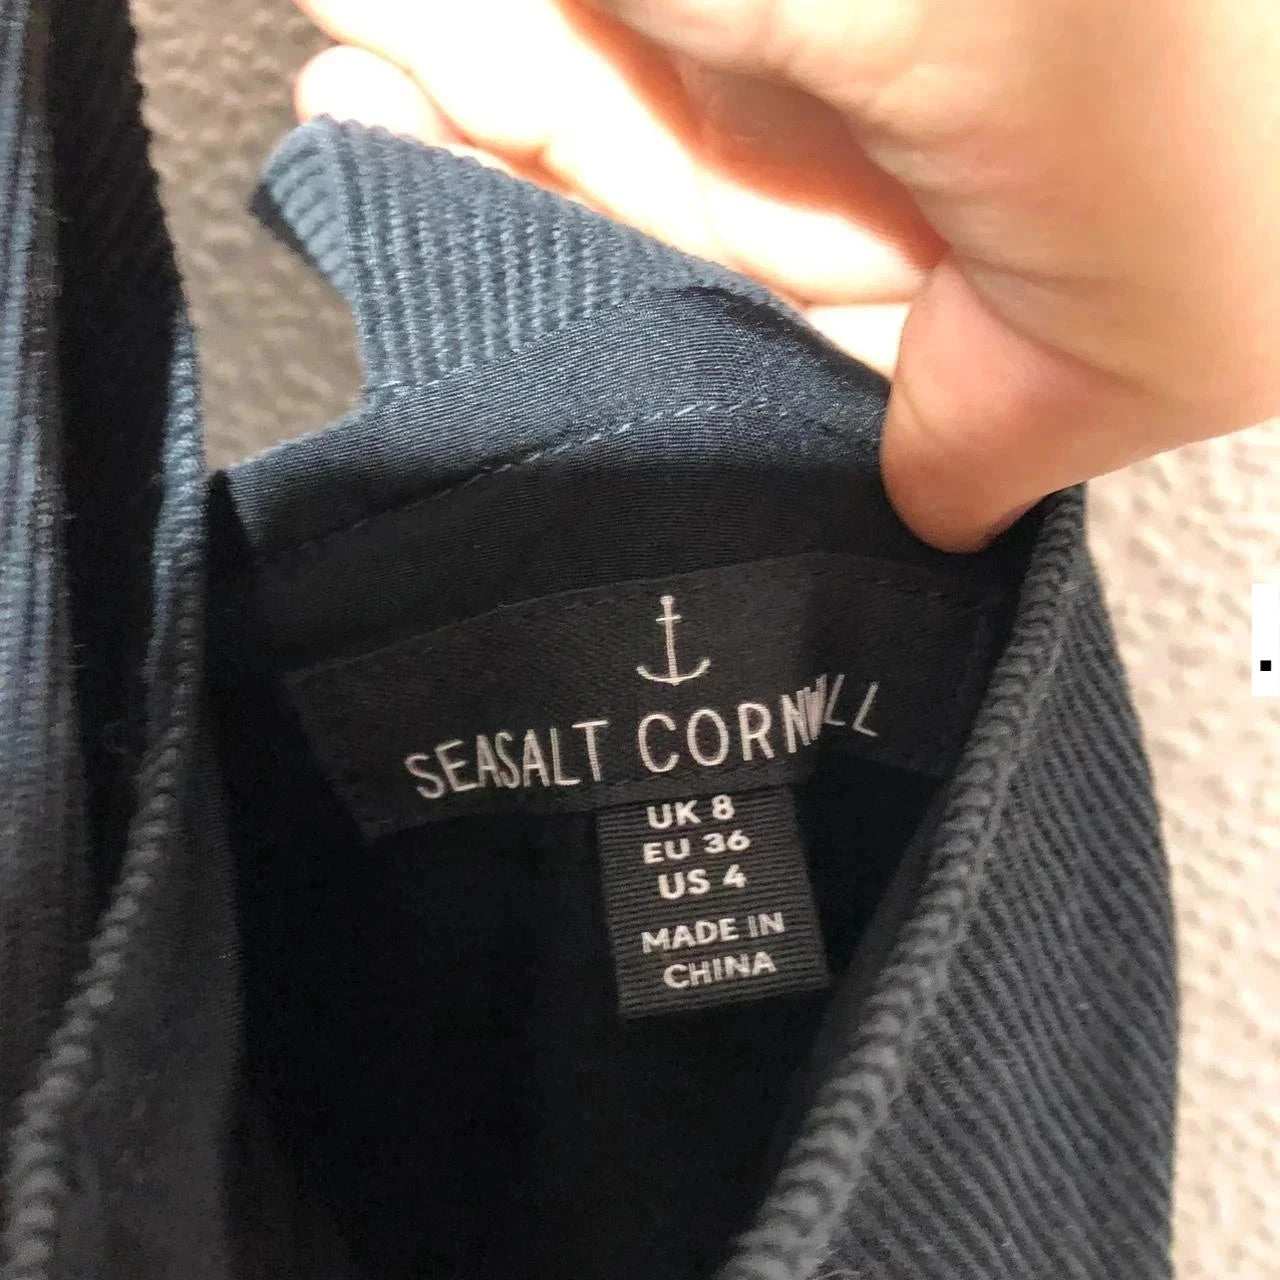 SEASALT CORNWALL
UK 8
EU 36
US 4
MADE IN
CHINA
.